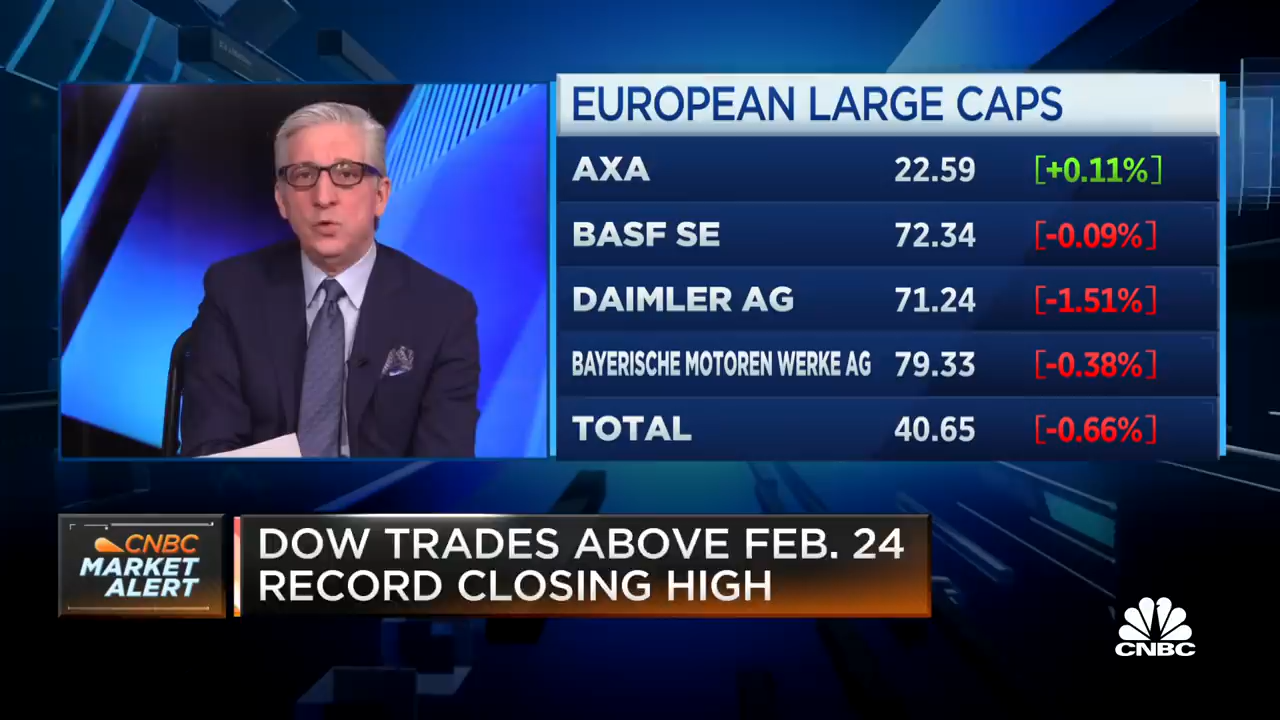 EUROPEAN LARGE CAPS
AXA 22.59 [+0.11%]
BASF SE 72.34 [-0.09%]
DAIMLER AG 71.24 [-1.51%]
BAYERISCHE MOTOREN WERKE AG 79.33 [-0.38%]
TOTAL 40.65 [-0.66%]
CNBC
MARKET
ALERT
DOW TRADES ABOVE FEB. 24
RECORD CLOSING HIGH
CNBC